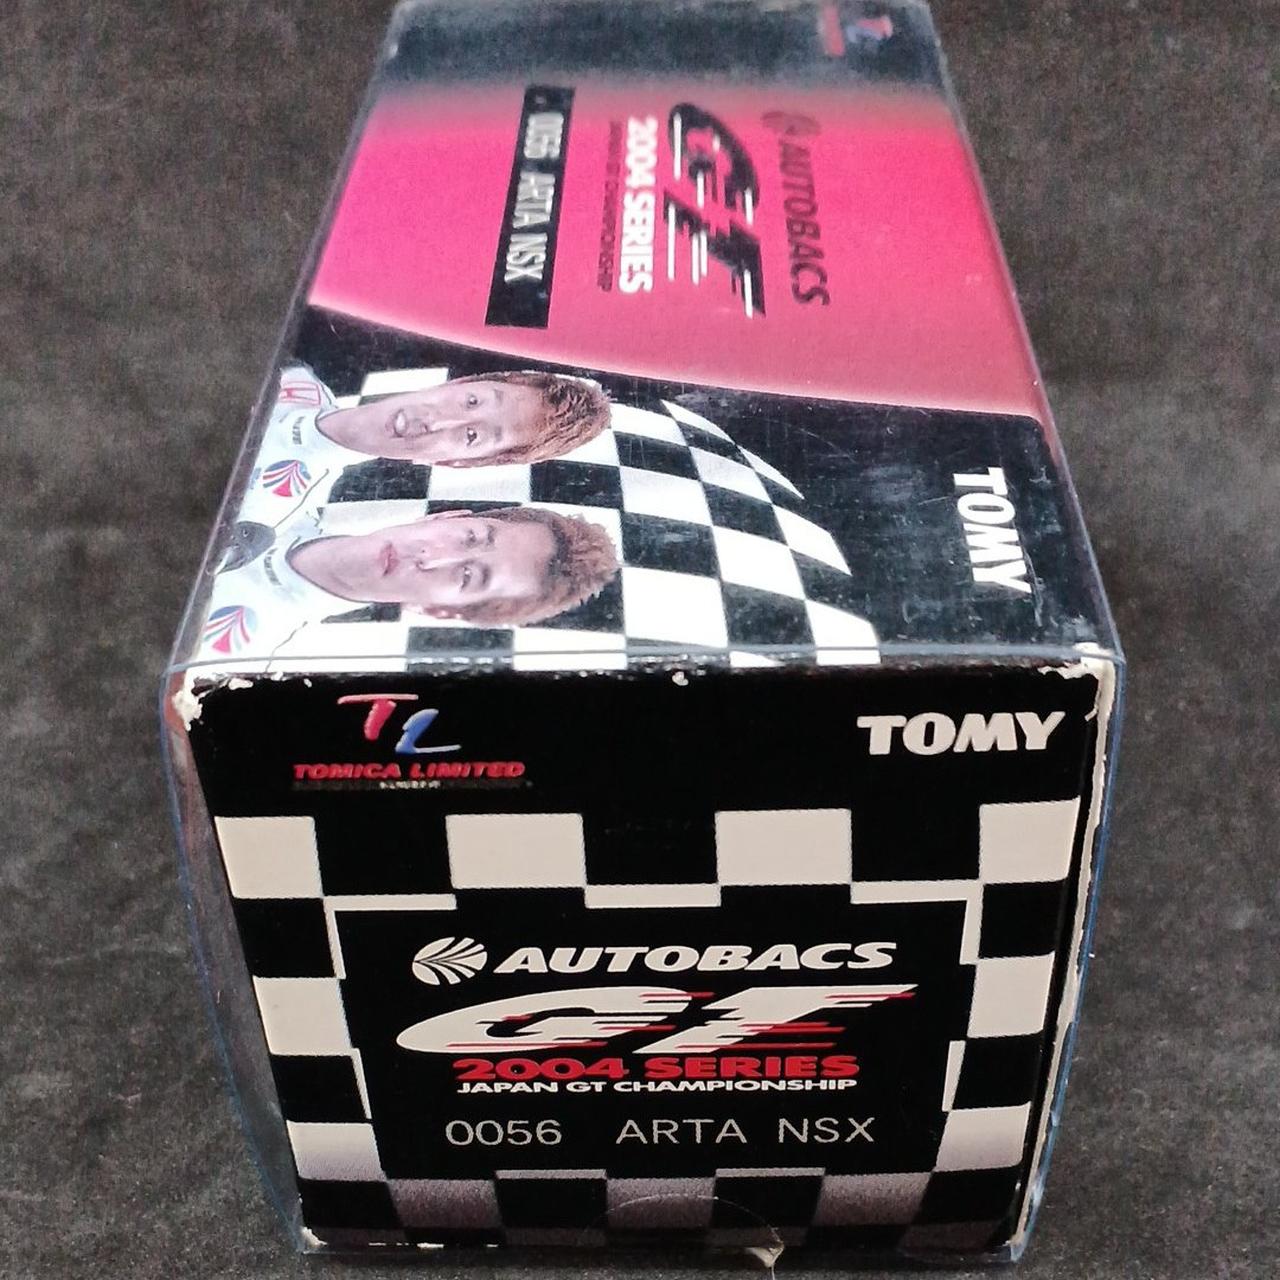 AUTOBACS
GT
2004 SERIES
JAPAN GT CHAMPIONSHIP
0056 ARTA NSX
TOMY
TL
TOMICA LIMITED
TOMY
AUTOBACS
GT
2004 SERIES
JAPAN GT CHAMPIONSHIP
0056 ARTA NSX